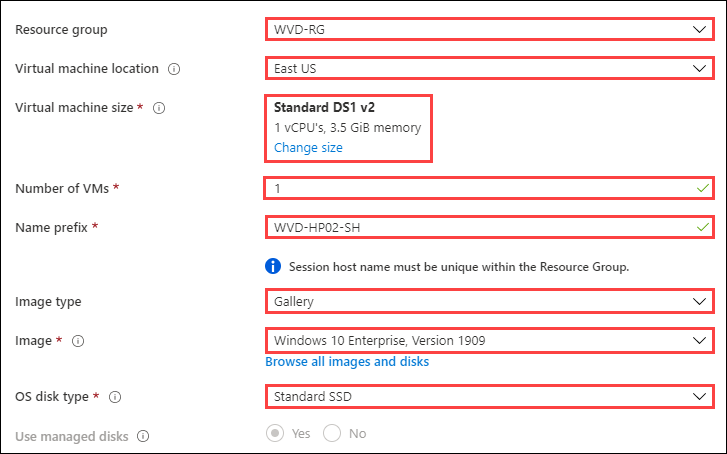 Resource group WVD-RG
Virtual machine location East US
Virtual machine size * Standard DS1 v2
1 vCPU's, 3.5 GiB memory
Change size
Number of VMs * 1
Name prefix * WVD-HP02-SH
Session host name must be unique within the Resource Group.
Image type Gallery
Image * Windows 10 Enterprise, Version 1909
Browse all images and disks
OS disk type * Standard SSD
Use managed disks Yes No